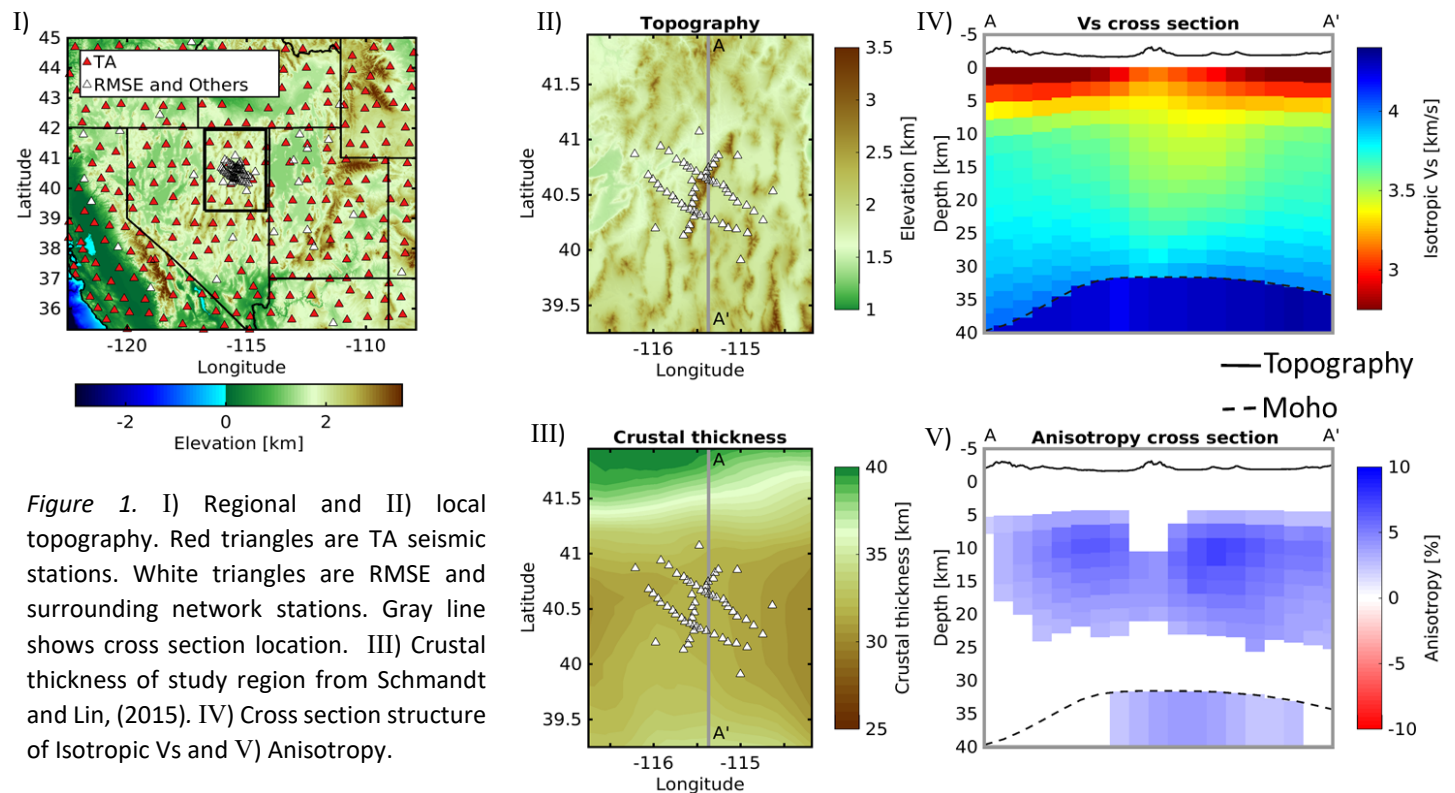 I)
45
44
43
42
41
40
39
38
37
36
Latitude
TA
RMSE and Others
-120
-115
-110
Longitude
-2
0
2
Elevation [km]
II)
Topography
A
A'
41.5
41
40.5
40
39.5
Latitude
-116
-115
Longitude
3.5
3
2.5
2
1.5
1
Elevation [km]
IV)
A
Vs cross section
A'
-5
0
5
10
15
20
25
30
35
40
Depth [km]
4
3.5
3
Isotropic Vs [km/s]
Topography
Moho
III)
Crustal thickness
A
A'
41.5
41
40.5
40
39.5
Latitude
-116
-115
Longitude
40
35
30
25
Crustal thickness [km]
V)
A
Anisotropy cross section
A'
-5
0
5
10
15
20
25
30
35
40
Depth [km]
10
5
0
-5
-10
Anisotropy [%]
Figure 1. I) Regional and II) local
topography. Red triangles are TA seismic
stations. White triangles are RMSE and
surrounding network stations. Gray line
shows cross section location. III) Crustal
thickness of study region from Schmandt
and Lin, (2015). IV) Cross section structure
of Isotropic Vs and V) Anisotropy.